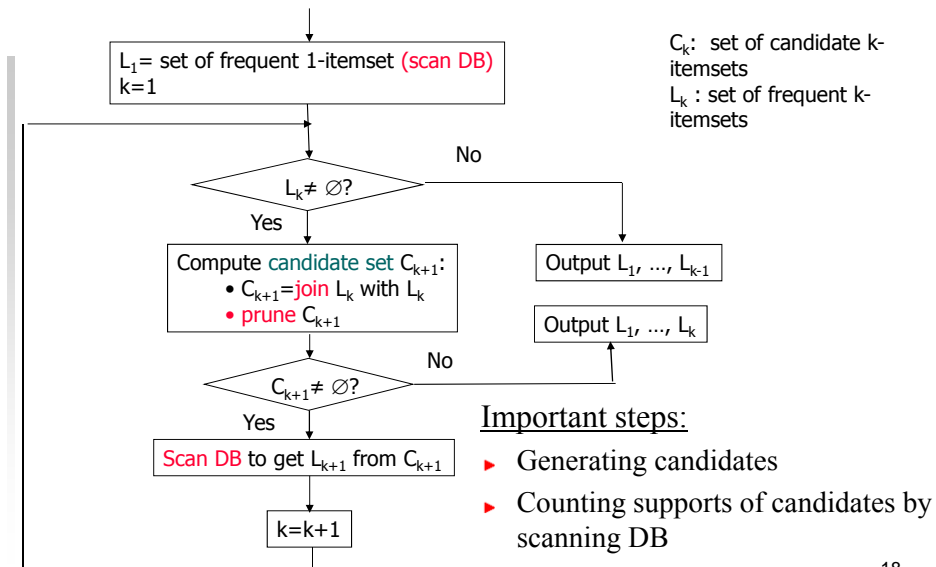 L₁= set of frequent 1-itemset (scan DB)
k=1
Cₖ: set of candidate k-
itemsets
Lₖ : set of frequent k-
itemsets
No
Lₖ≠ ∅?
Yes
Compute candidate set Cₖ₊₁:
• Cₖ₊₁=join Lₖ with Lₖ
• prune Cₖ₊₁
Output L₁, ..., Lₖ₋₁
Output L₁, ..., Lₖ
No
Cₖ₊₁≠ ∅?
Yes
Scan DB to get Lₖ₊₁ from Cₖ₊₁
k=k+1
Important steps:
▸ Generating candidates
▸ Counting supports of candidates by
scanning DB